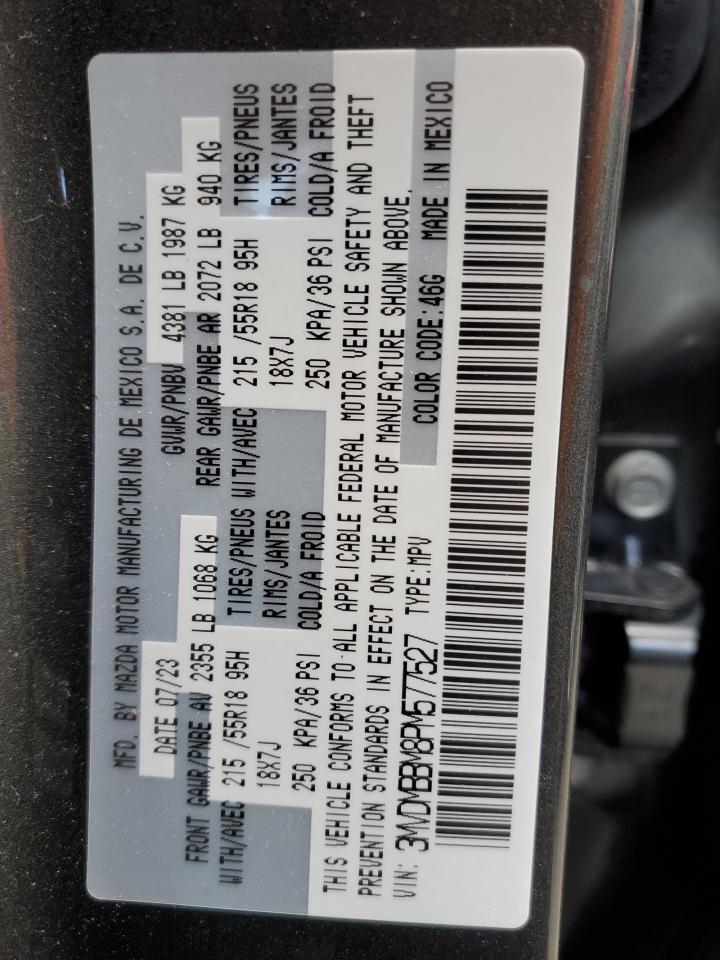 MFD. BY MAZDA MOTOR MANUFACTURING DE MEXICO S.A. DE C.V.
DATE 07/23 GVWR/PNBV 4381 LB 1987 KG
FRONT GAWR/PNBE AV 2355 LB 1068 KG REAR GAWR/PNBE AR 2072 LB 940 KG
WITH/AVEC 215 /55R18 95H TIRES/PNEUS WITH/AVEC 215 /55R18 95H TIRES/PNEUS
18X7J RIMS/JANTES 18X7J RIMS/JANTES
250 KPA/36 PSI COLD/A FROID 250 KPA/36 PSI COLD/A FROID
THIS VEHICLE CONFORMS TO ALL APPLICABLE FEDERAL MOTOR VEHICLE SAFETY AND THEFT
PREVENTION STANDARDS IN EFFECT ON THE DATE OF MANUFACTURE SHOWN ABOVE.
VIN: 3MVDMBBM8PM577527 TYPE:MPV COLOR CODE:46G MADE IN MEXICO